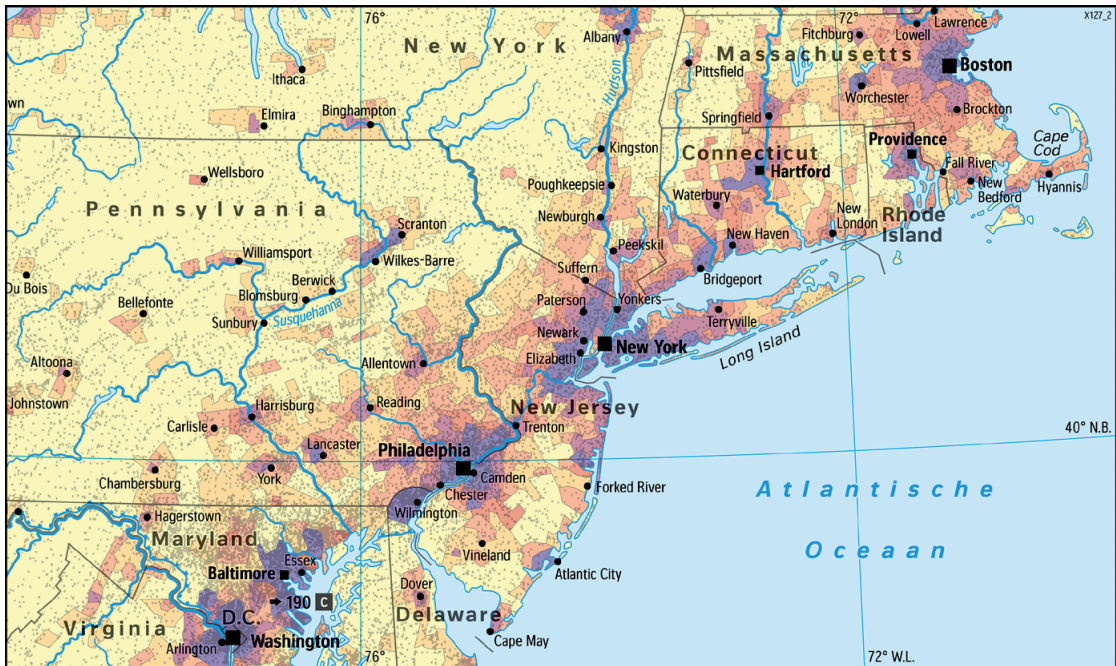 76°
72°
X127_2
Lawrence
Fitchburg
Lowell
Albany
New York
Massachusetts
Boston
Ithaca
Pittsfield
Hudson
Worchester
wn
Elmira
Binghampton
Springfield
Brockton
Providence
Cape
Cod
Kingston
Connecticut
Hartford
Fall River
New
Bedford
Hyannis
Wellsboro
Poughkeepsie
Waterbury
Pennsylvania
Newburgh
New
London
Rhode
Island
Scranton
New Haven
Peekskil
Williamsport
Wilkes-Barre
Suffern
Bridgeport
Du Bois
Berwick
Blomsburg
Bellefonte
Susquehanna
Sunbury
Paterson
Yonkers
Terryville
Newark
New York
Long Island
Elizabeth
Altoona
Allentown
Johnstown
Harrisburg
Reading
New Jersey
Carlisle
Trenton
40° N.B.
Lancaster
Philadelphia
York
Camden
Chambersburg
Chester
Forked River
Atlantische
Wilmington
Hagerstown
Maryland
Vineland
Oceaan
Essex
Baltimore
Atlantic City
Dover
190 C
D.C.
Delaware
Virginia
Washington
Arlington
Cape May
76°
72° W.L.